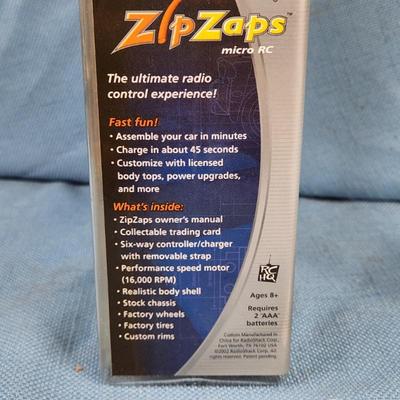 ZipZaps™
micro RC
The ultimate radio
control experience!
Fast fun!
• Assemble your car in minutes
• Charge in about 45 seconds
• Customize with licensed
body tops, power upgrades,
and more
What's inside:
• ZipZaps owner's manual
• Collectable trading card
• Six-way controller/charger
with removable strap
• Performance speed motor
(16,000 RPM)
• Realistic body shell
• Stock chassis
• Factory wheels
• Factory tires
• Custom rims
RC
HQ
Ages 8+
Requires
2 "AAA"
batteries
Custom Manufactured in
China for RadioShack Corp.,
Fort Worth, TX 76102 USA
©2002 RadioShack Corp. All
rights reserved. Patent pending.